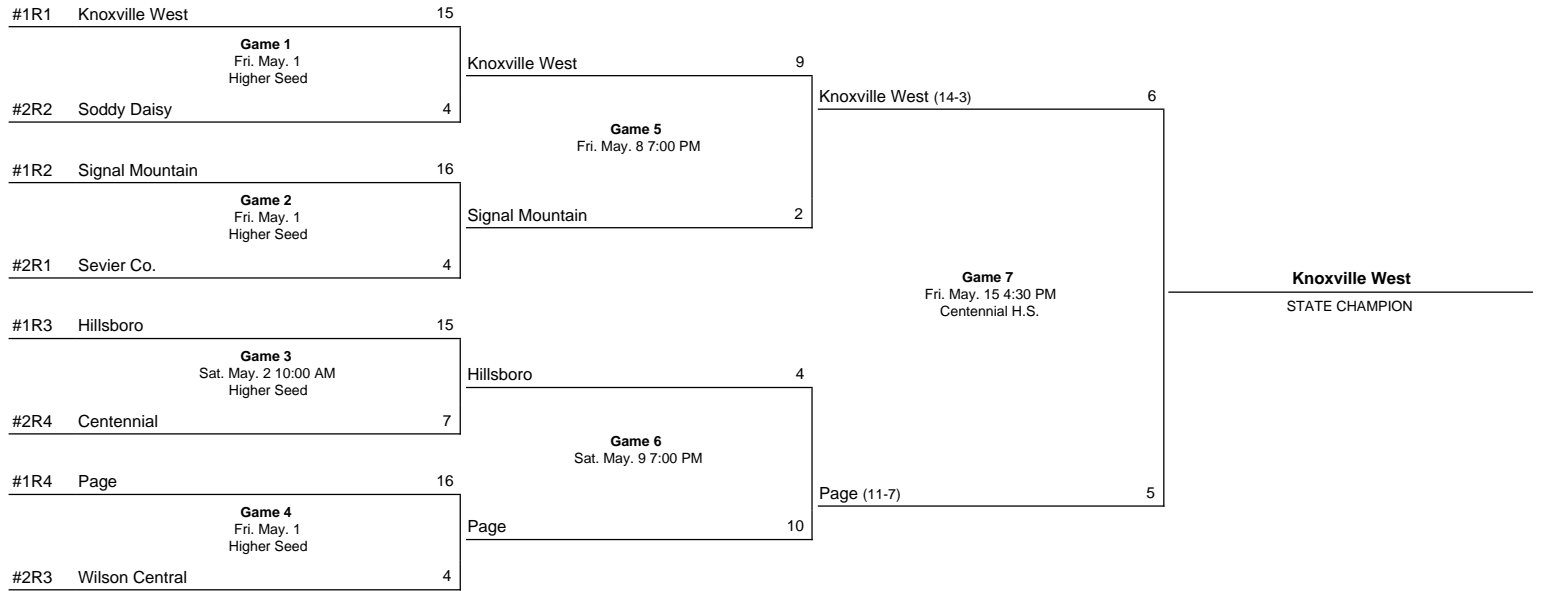 #1R1 Knoxville West 15
Game 1
Fri. May. 1
Higher Seed
#2R2 Soddy Daisy 4
#1R2 Signal Mountain 16
Game 2
Fri. May. 1
Higher Seed
#2R1 Sevier Co. 4
#1R3 Hillsboro 15
Game 3
Sat. May. 2 10:00 AM
Higher Seed
#2R4 Centennial 7
#1R4 Page 16
Game 4
Fri. May. 1
Higher Seed
#2R3 Wilson Central 4
Knoxville West 9
Game 5
Fri. May. 8 7:00 PM
Signal Mountain 2
Hillsboro 4
Game 6
Sat. May. 9 7:00 PM
Page 10
Knoxville West (14-3) 6
Game 7
Fri. May. 15 4:30 PM
Centennial H.S.
Page (11-7) 5
Knoxville West
STATE CHAMPION